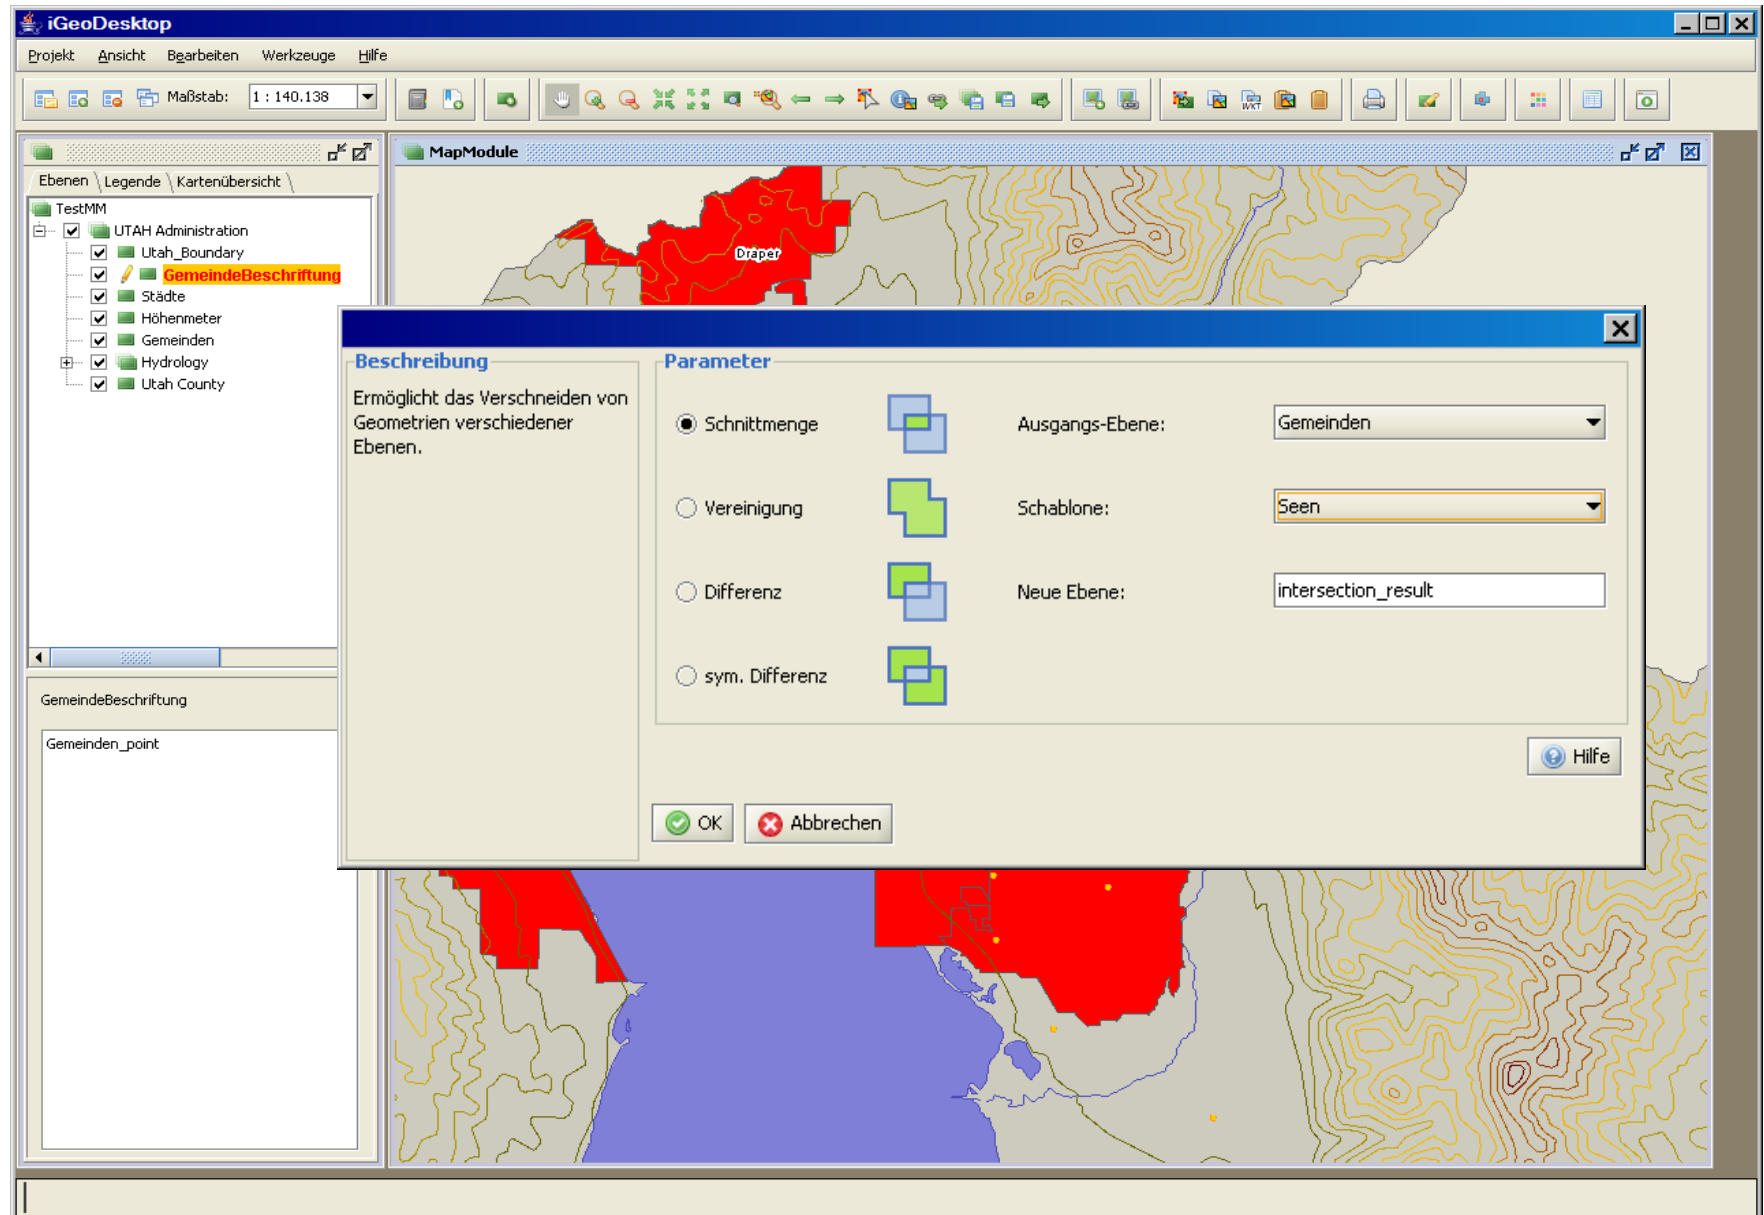 iGeoDesktop
Projekt Ansicht Bearbeiten Werkzeuge Hilfe
Maßstab: 1 : 140.138
WKT
MapModule
Ebenen Legende Kartenübersicht
TestMM
UTAH Administration
Utah_Boundary
GemeindeBeschriftung
Städte
Höhenmeter
Gemeinden
Hydrology
Utah County
Draper
Beschreibung
Ermöglicht das Verschneiden von
Geometrien verschiedener
Ebenen.
Parameter
Schnittmenge Ausgangs-Ebene: Gemeinden
Vereinigung Schablone: Seen
Differenz Neue Ebene: intersection_result
sym. Differenz
Hilfe
OK Abbrechen
GemeindeBeschriftung
Gemeinden_point